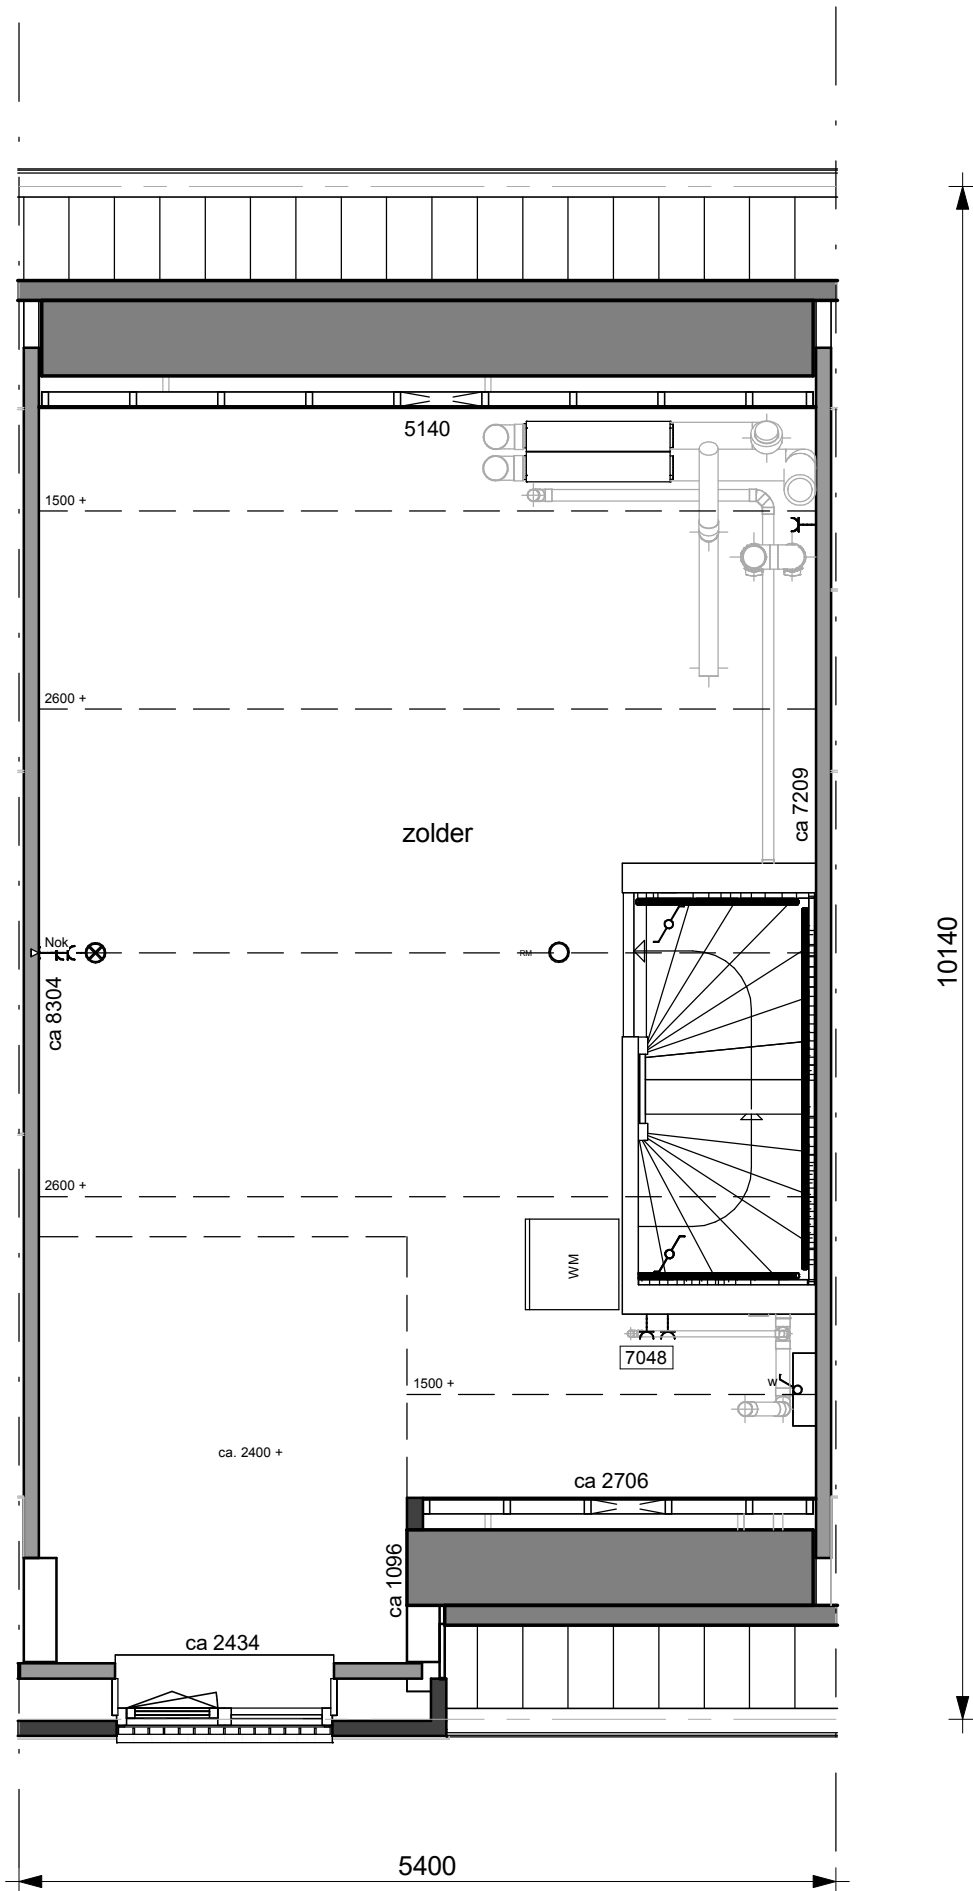 5140
1500 +
2600 +
ca 7209
zolder
10140
Nok
RM
ca 8304
2600 +
WM
7048
1500 +
w
ca. 2400 +
ca 2706
ca 1096
ca 2434
5400